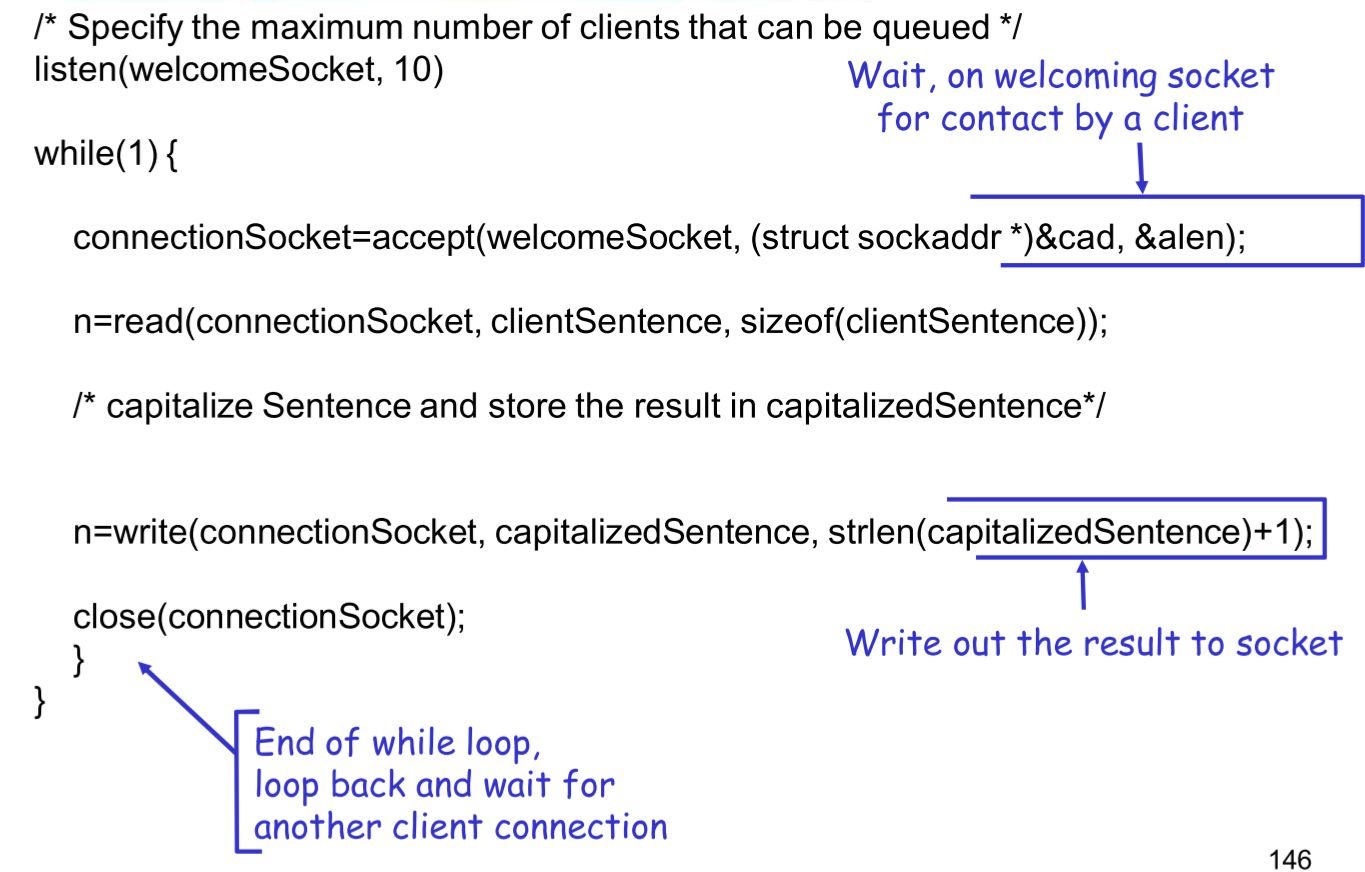 /* Specify the maximum number of clients that can be queued */
listen(welcomeSocket, 10)
Wait, on welcoming socket
for contact by a client
while(1) {
connectionSocket=accept(welcomeSocket, (struct sockaddr *)&cad, &alen);
n=read(connectionSocket, clientSentence, sizeof(clientSentence));
/* capitalize Sentence and store the result in capitalizedSentence*/
n=write(connectionSocket, capitalizedSentence, strlen(capitalizedSentence)+1);
close(connectionSocket);
}
Write out the result to socket
}
End of while loop,
loop back and wait for
another client connection
146